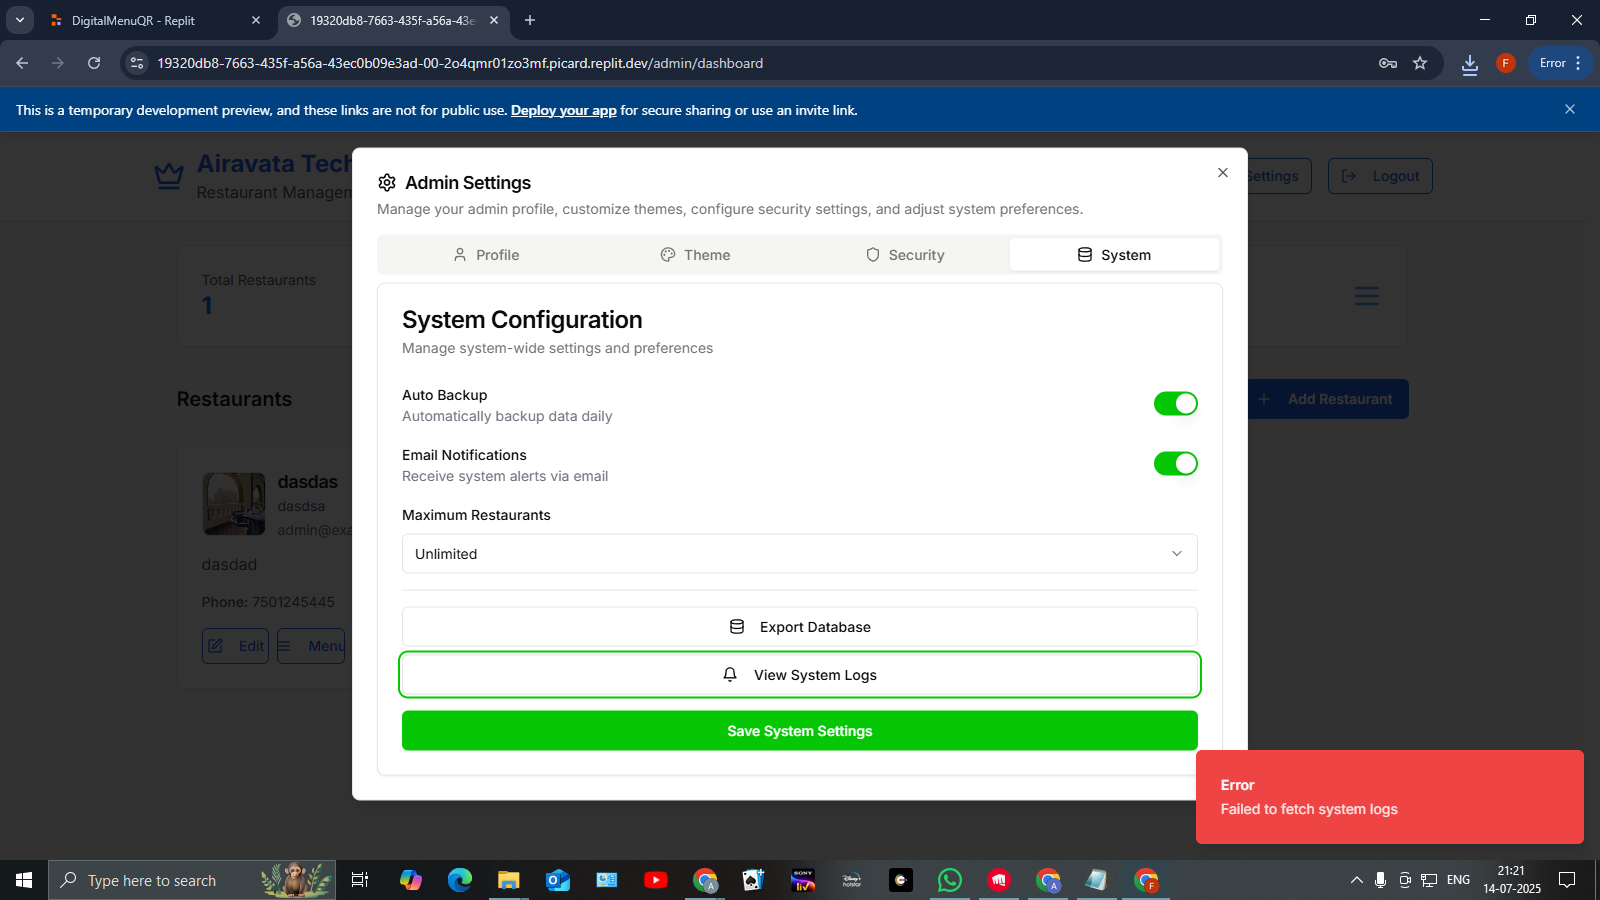 DigitalMenuQR - Replit
19320db8-7663-435f-a56a-43e
19320db8-7663-435f-a56a-43ec0b09e3ad-00-2o4qmr01zo3mf.picard.replit.dev/admin/dashboard
F
Error
This is a temporary development preview, and these links are not for public use. Deploy your app for secure sharing or use an invite link.
Airavata Tech
Restaurant Managem
Settings
Logout
Admin Settings
Manage your admin profile, customize themes, configure security settings, and adjust system preferences.
Profile
Theme
Security
System
Total Restaurants
1
System Configuration
Manage system-wide settings and preferences
Auto Backup
Automatically backup data daily
Restaurants
Add Restaurant
Email Notifications
Receive system alerts via email
dasdas
dasdsa
admin@exa
Maximum Restaurants
Unlimited
dasdad
Phone: 7501245445
Edit
Menu
Export Database
View System Logs
Save System Settings
Error
Failed to fetch system logs
Type here to search
A
SONY
liv
disney+
hotstar
A
F
ENG
21:21
14-07-2025